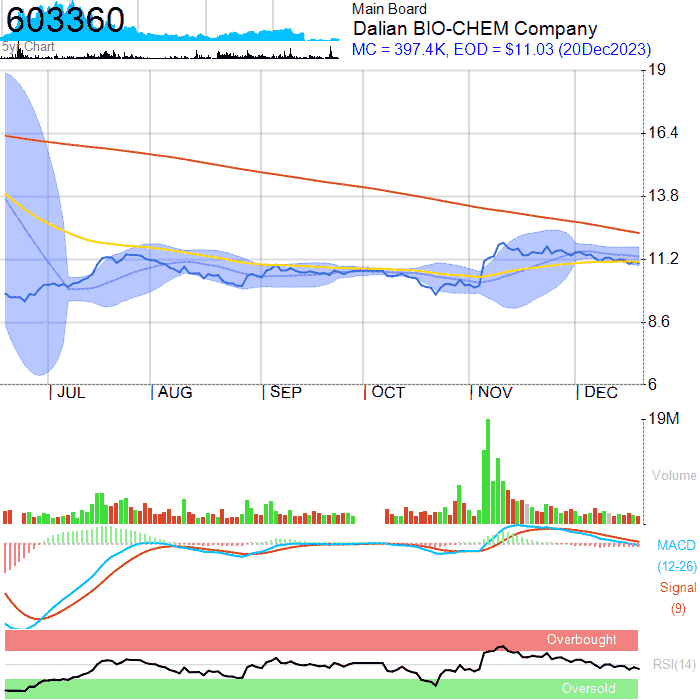 603360
5yr Chart
Main Board
Dalian BIO-CHEM Company
MC = 397.4K, EOD = $11.03 (20Dec2023)
19
16.4
13.8
11.2
8.6
6
JUL
AUG
SEP
OCT
NOV
DEC
19M
Volume
MACD
(12-26)
Signal
(9)
Overbought
RSI(14)
Oversold